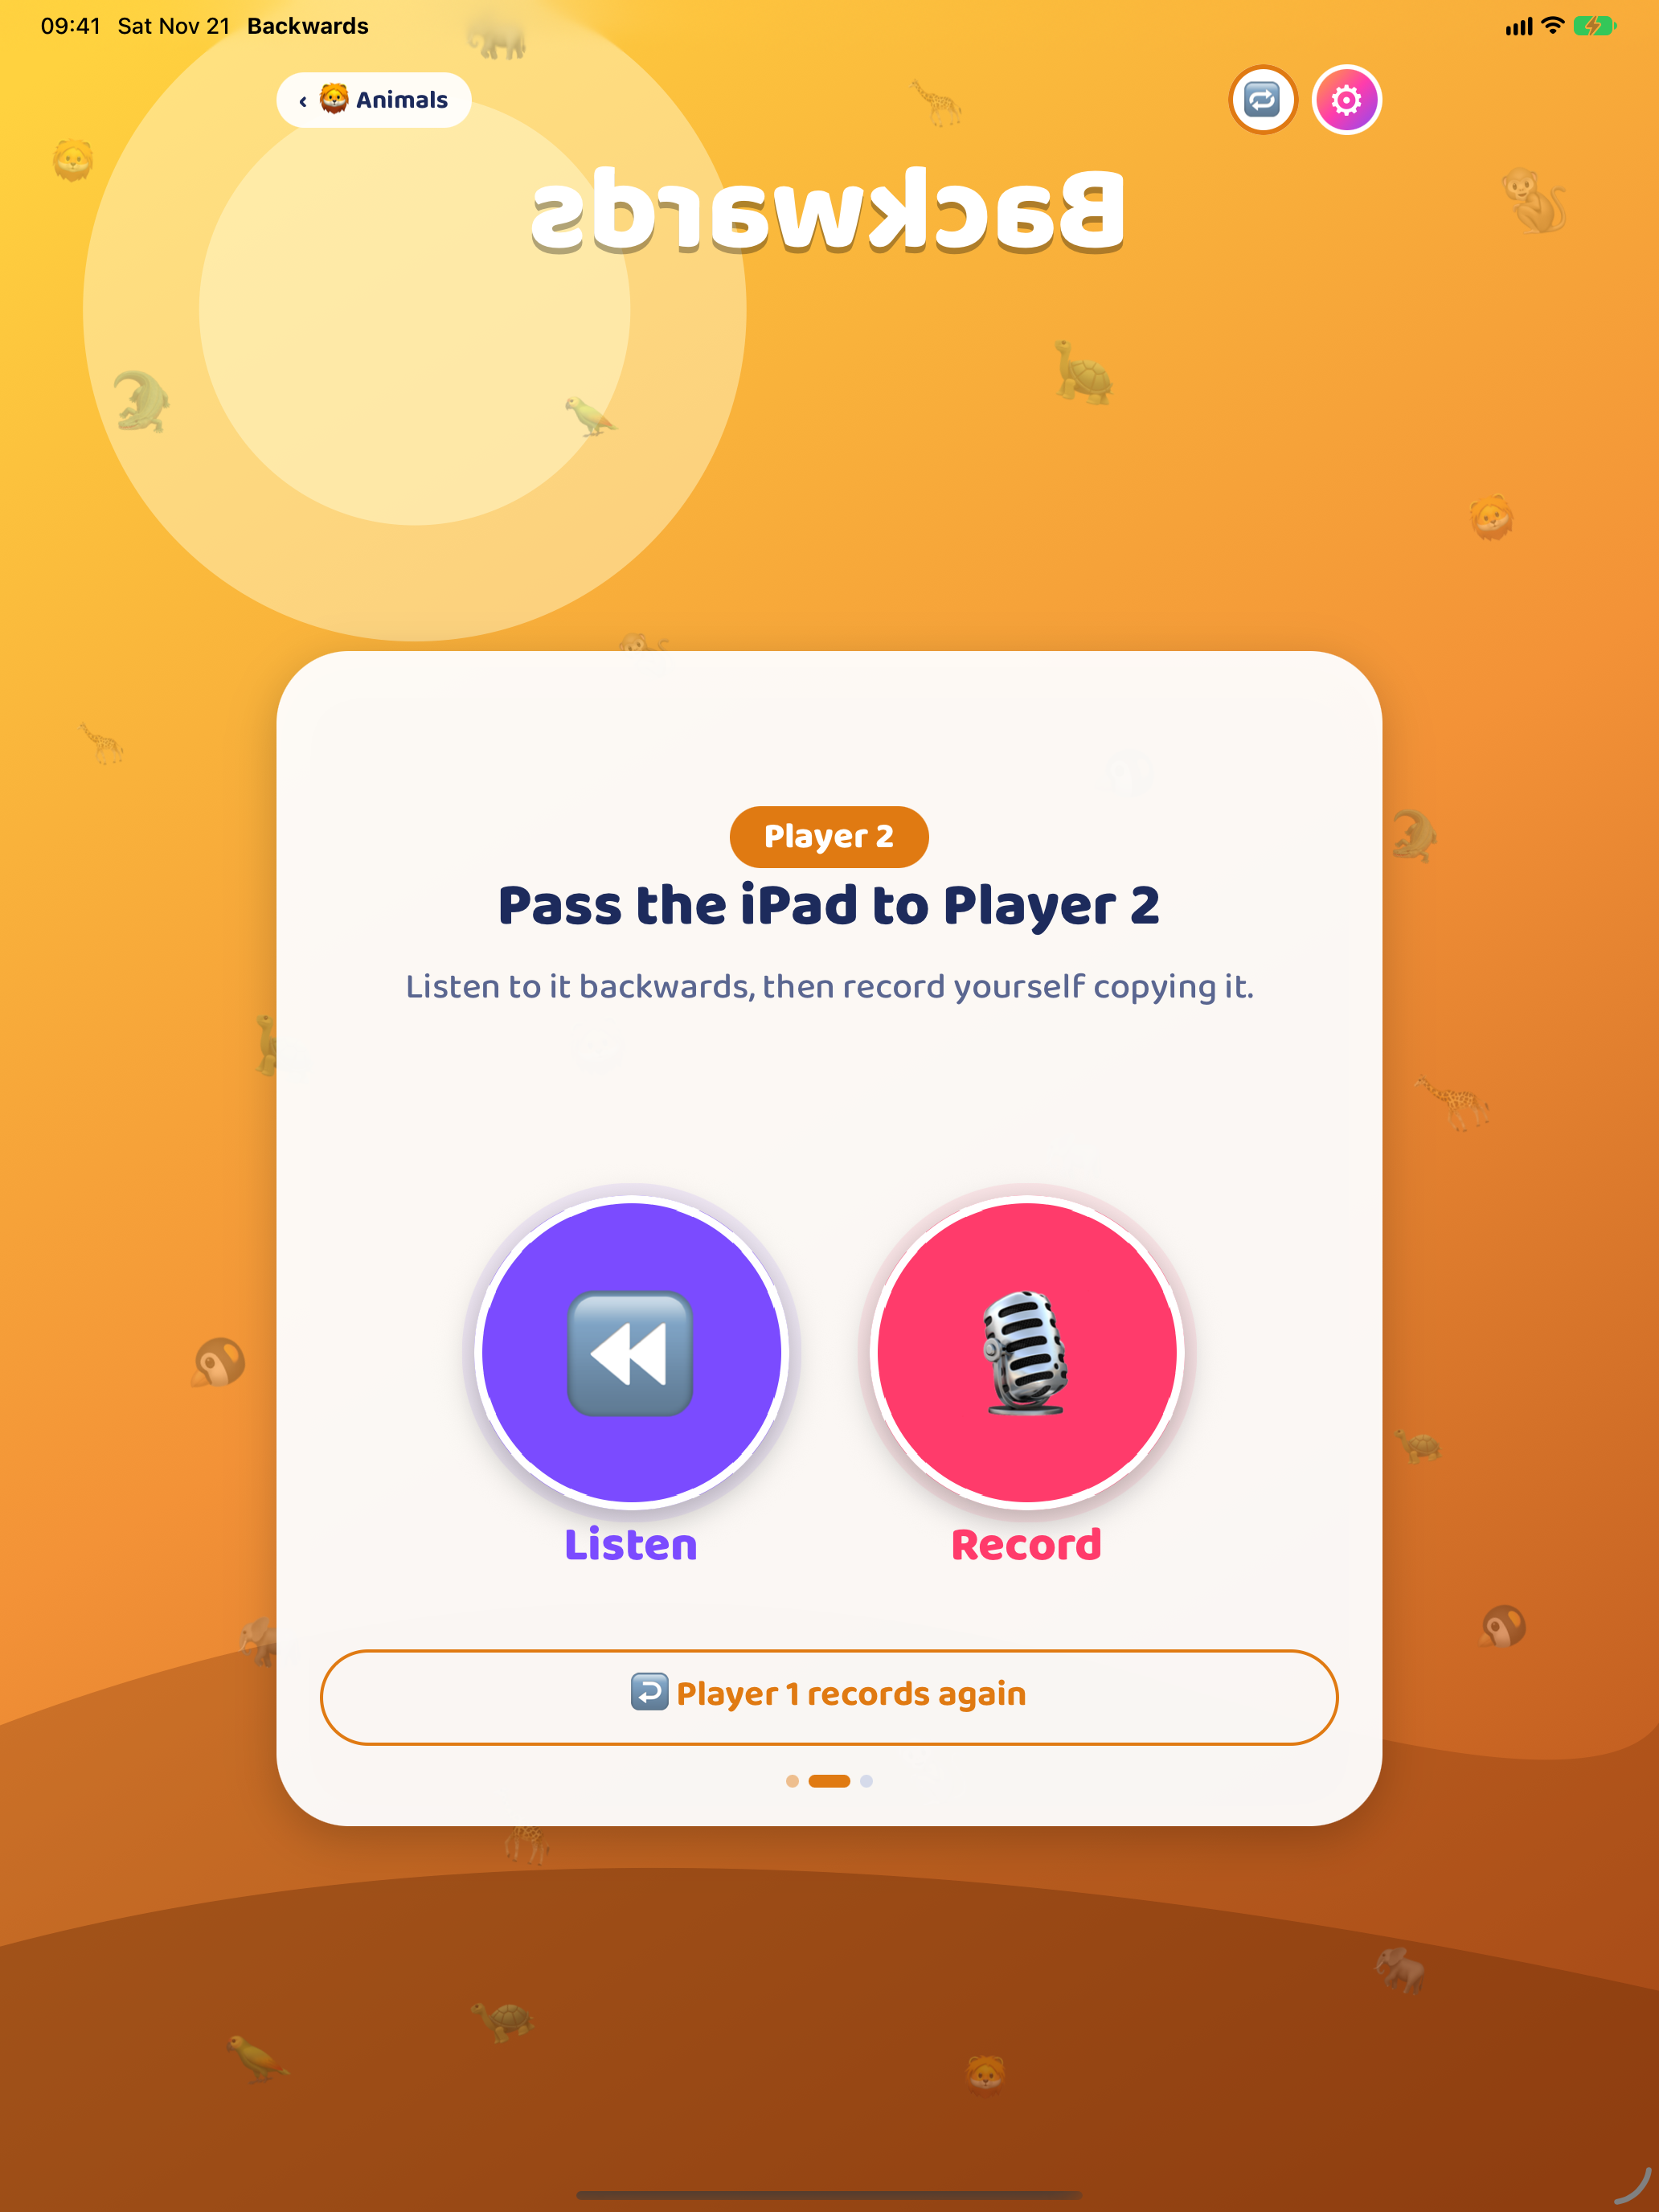 09:41 Sat Nov 21 Backwards
‹ 🦁 Animals
Backwards
Player 2
Pass the iPad to Player 2
Listen to it backwards, then record yourself copying it.
Listen
Record
Player 1 records again